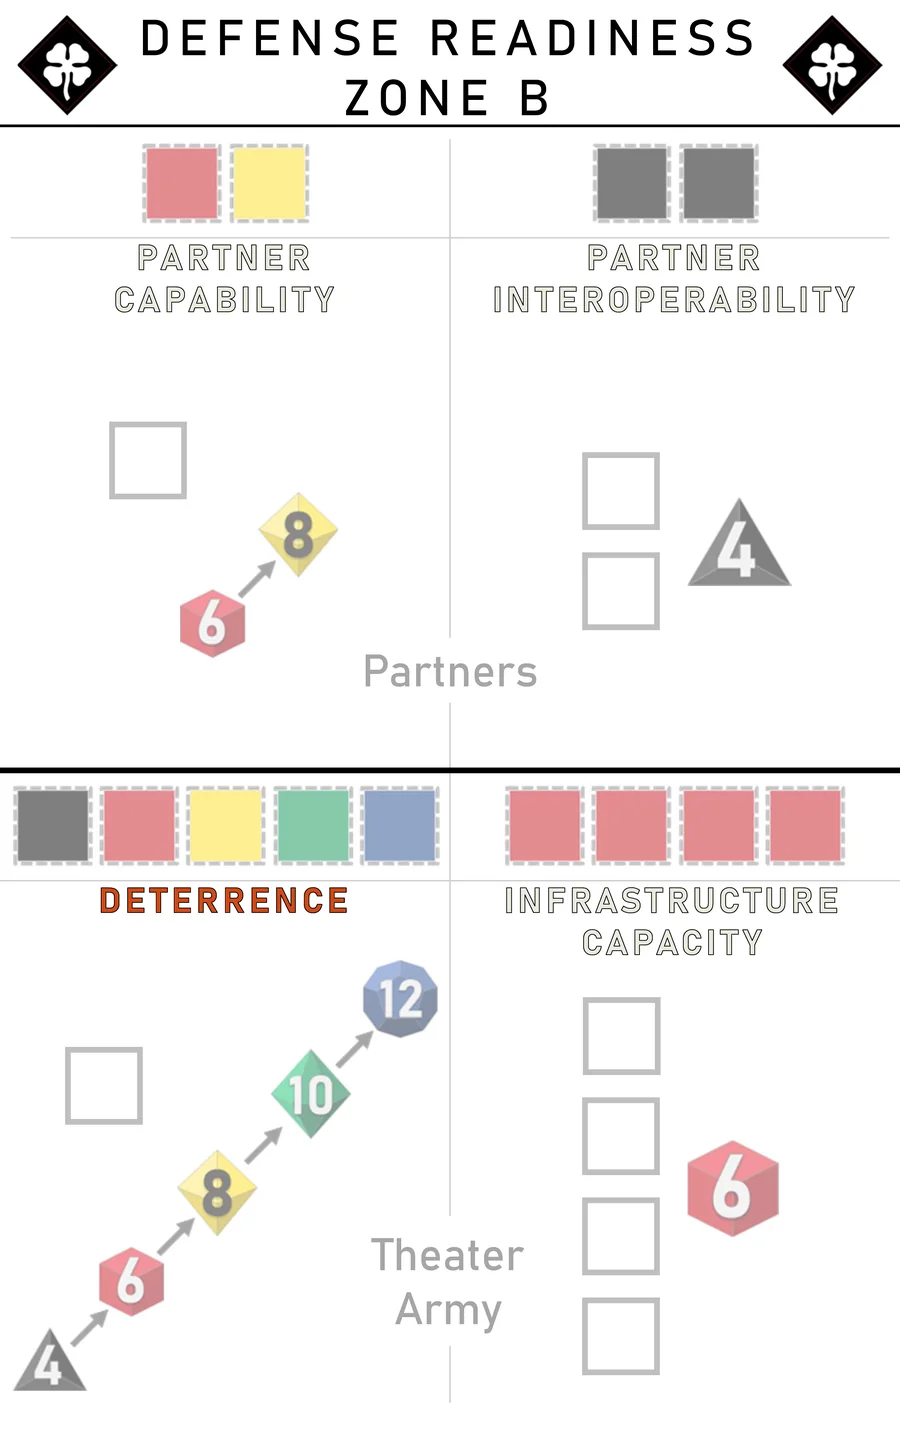 DEFENSE READINESS
ZONE B
PARTNER
CAPABILITY
PARTNER
INTEROPERABILITY
8
6
4
Partners
DETERRENCE
INFRASTRUCTURE
CAPACITY
12
10
8
6
4
6
Theater
Army